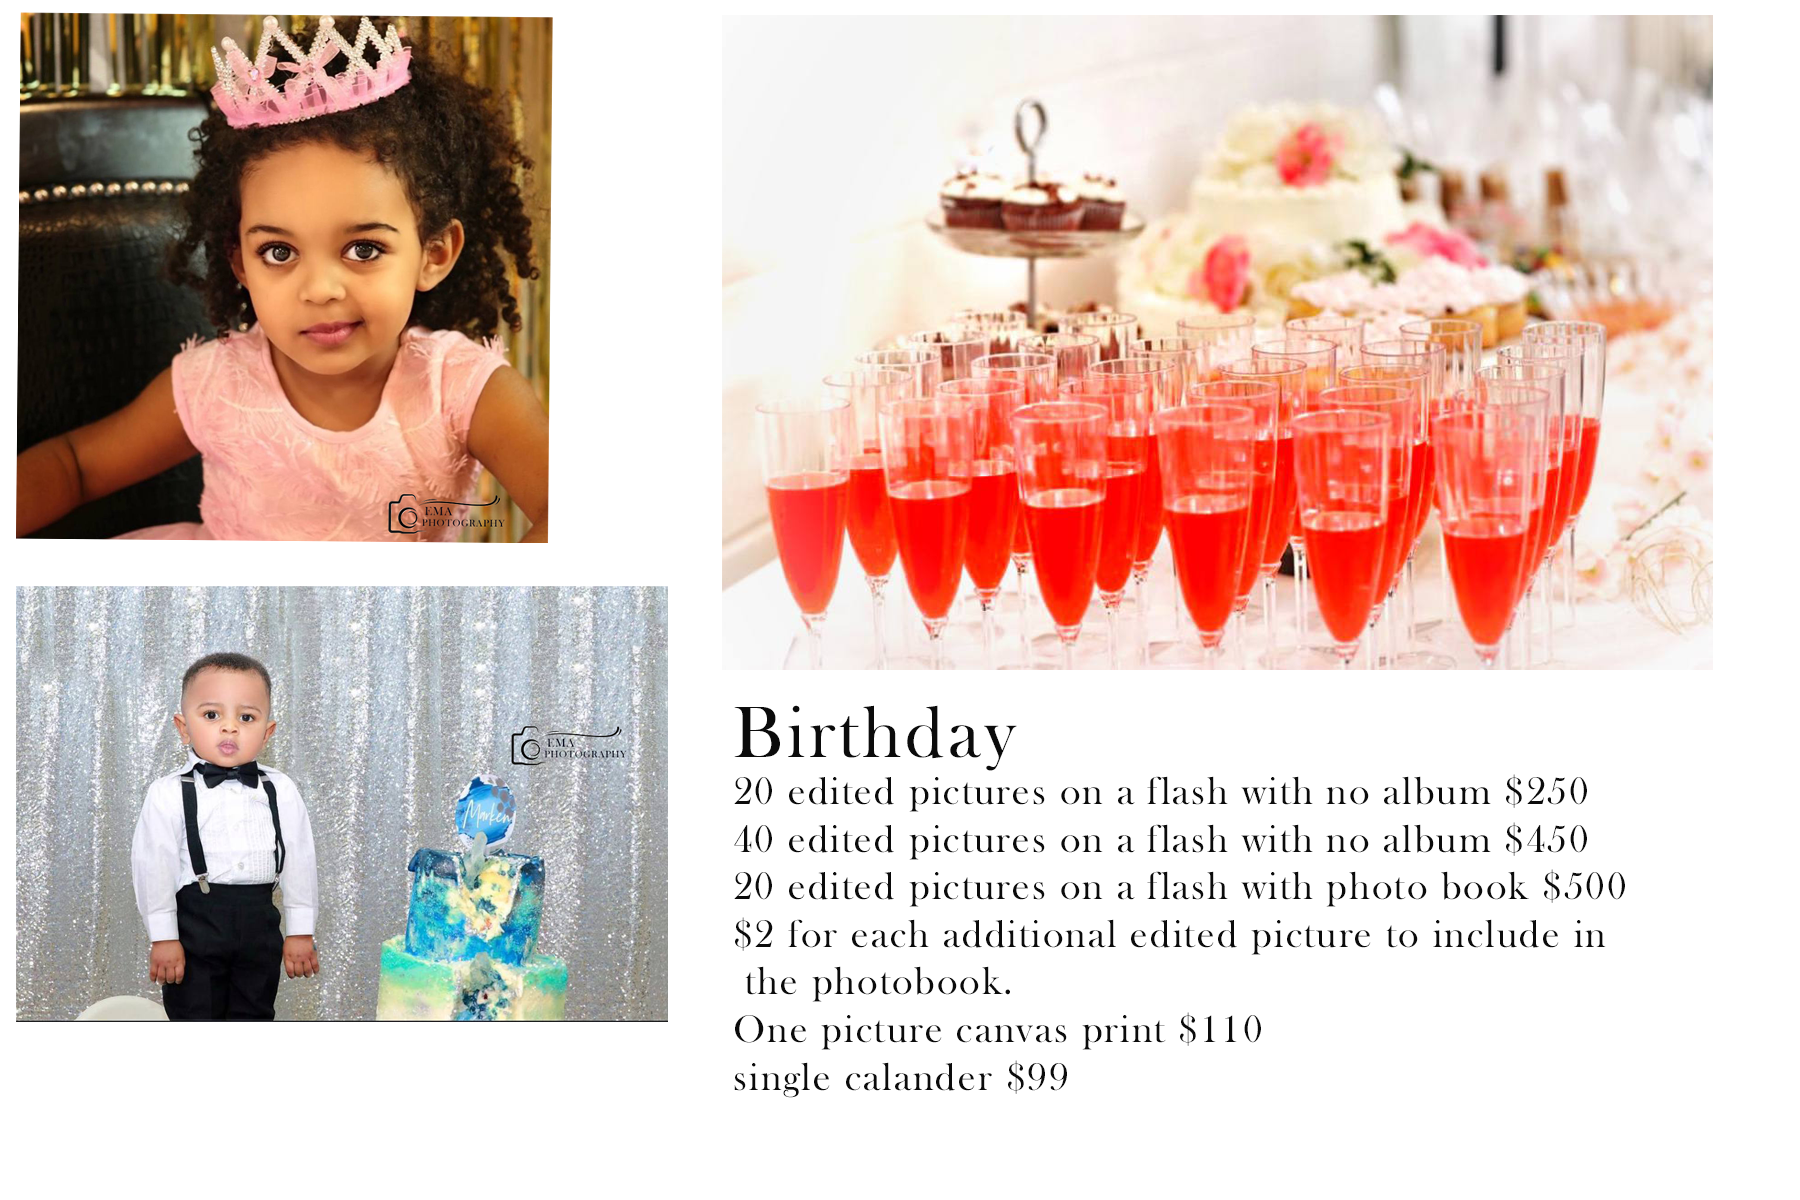 EMA
PHOTOGRAPHY
EMA
PHOTOGRAPHY
Marken
Birthday
20 edited pictures on a flash with no album $250
40 edited pictures on a flash with no album $450
20 edited pictures on a flash with photo book $500
$2 for each additional edited picture to include in
the photobook.
One picture canvas print $110
single calander $99